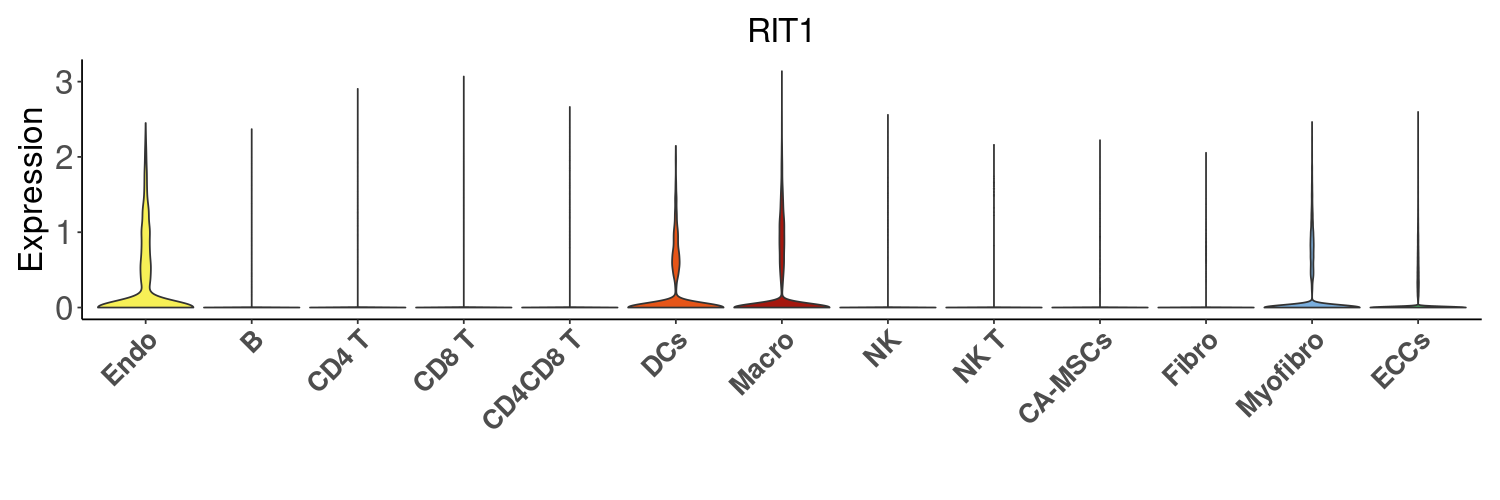 RIT1
Expression
3
2
1
0
Endo
B
CD4 T
CD8 T
CD4CD8 T
DCs
Macro
NK
NK T
CA-MSCs
Fibro
Myofibro
ECCs